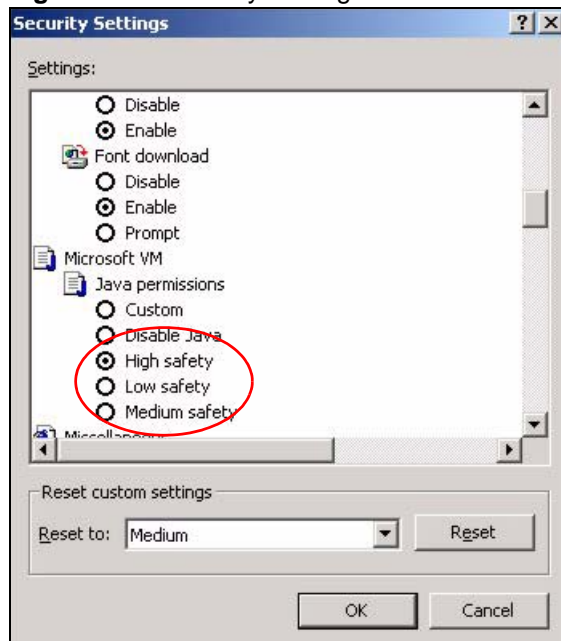 Security Settings
Settings:
Disable
Enable
Font download
Disable
Enable
Prompt
Microsoft VM
Java permissions
Custom
Disable Java
High safety
Low safety
Medium safety
Miscellaneous
Reset custom settings
Reset to: Medium Reset
OK Cancel